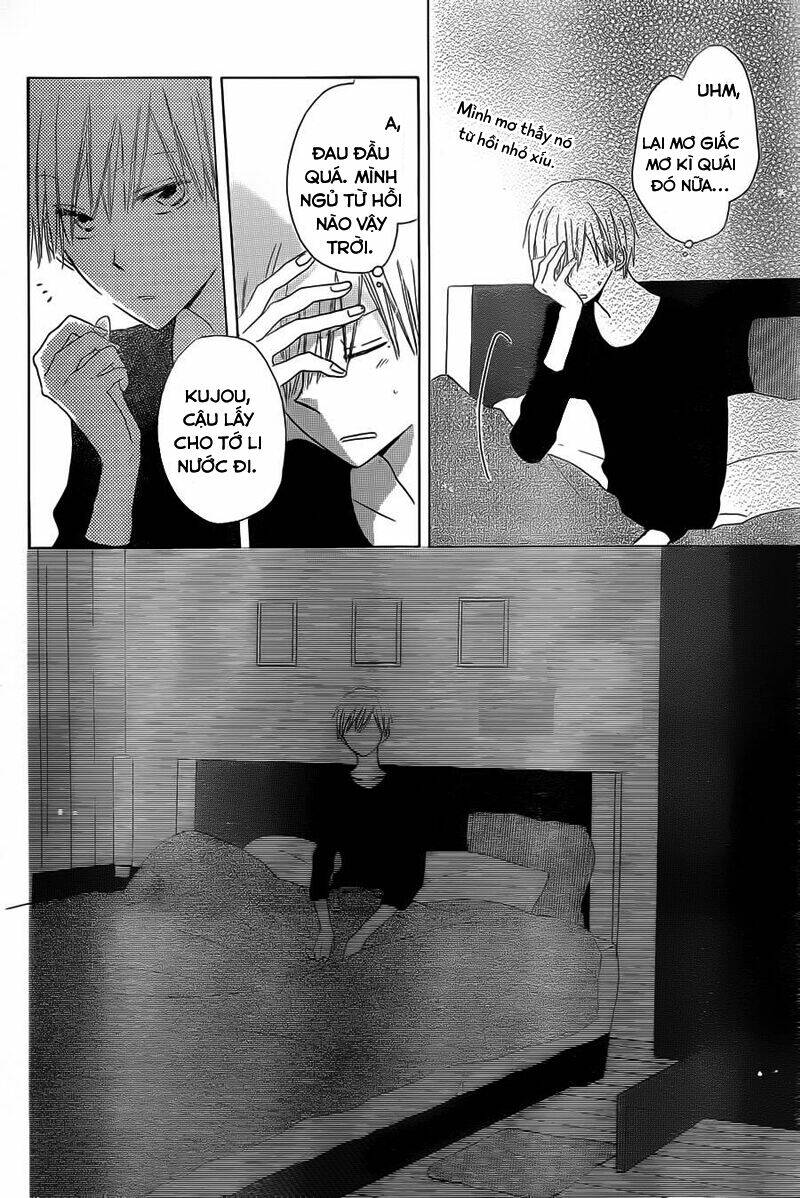 UHM,
LẠI MƠ GIẤC
MƠ KÌ QUÁI
ĐÓ NỮA...
Mình mơ thấy nó
từ hồi nhỏ xíu.
A,
ĐAU ĐẦU
QUÁ. MÌNH
NGỦ TỪ HỒI
NÀO VẬY
TRỜI.
KUJOU,
CẬU LẤY
CHO TỚ LI
NƯỚC ĐI.